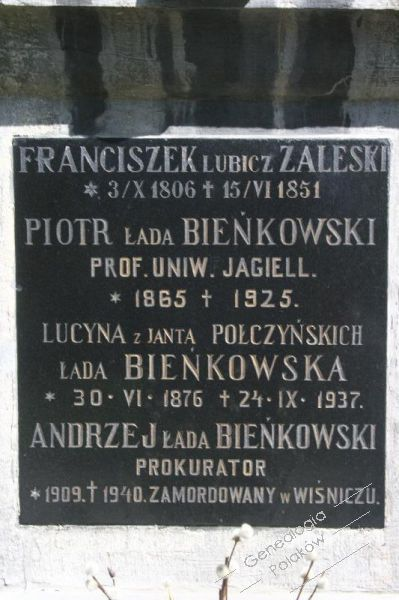 FRANCISZEK LUBICZ ZALESKI
* 3/X 1806 † 15/VI 1851
PIOTR ŁADA BIEŃKOWSKI
PROF. UNIW. JAGIELL.
* 1865 † 1925.
LUCYNA Z JANTA POŁCZYŃSKICH
ŁADA BIEŃKOWSKA
* 30 · VI · 1876 † 24 · IX · 1937.
ANDRZEJ ŁADA BIEŃKOWSKI
PROKURATOR
* 1909. † 1940. ZAMORDOWANY W WIŚNICZU.
Genealogia
Polaków